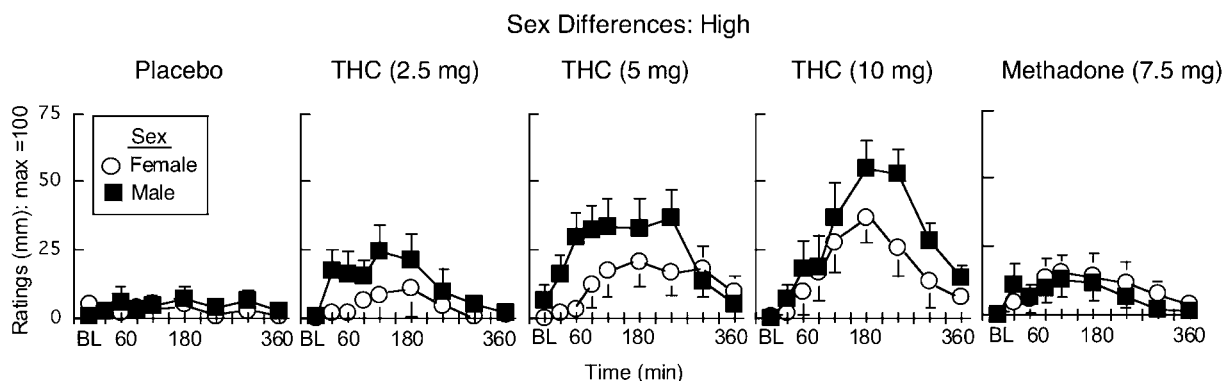 Sex Differences: High
Placebo
THC (2.5 mg)
THC (5 mg)
THC (10 mg)
Methadone (7.5 mg)
Ratings (mm): max =100
75
50
25
0
Sex
Female
Male
BL 60 180 360
BL 60 180 360
BL 60 180 360
BL 60 180 360
BL 60 180 360
Time (min)